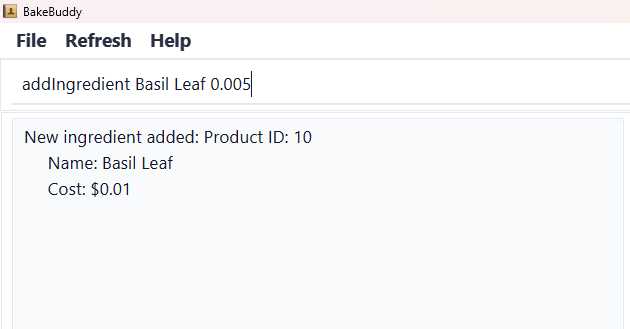 BakeBuddy
File Refresh Help
addIngredient Basil Leaf 0.005
New ingredient added: Product ID: 10
Name: Basil Leaf
Cost: $0.01